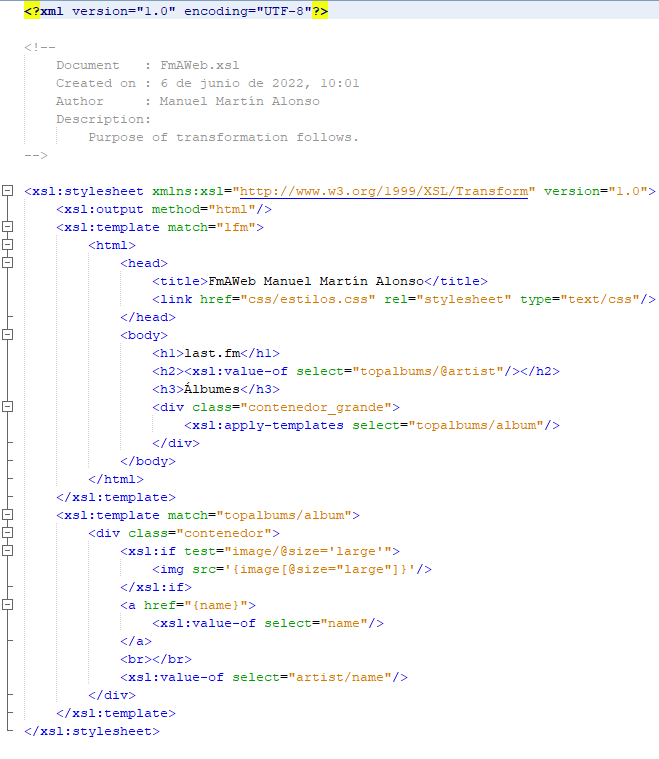 <?xml version="1.0" encoding="UTF-8"?>
<!--
Document   : FmAWeb.xsl
Created on : 6 de junio de 2022, 10:01
Author     : Manuel Martín Alonso
Description:
Purpose of transformation follows.
-->
<xsl:stylesheet xmlns:xsl="http://www.w3.org/1999/XSL/Transform" version="1.0">
<xsl:output method="html"/>
<xsl:template match="lfm">
<html>
<head>
<title>FmAWeb Manuel Martín Alonso</title>
<link href="css/estilos.css" rel="stylesheet" type="text/css"/>
</head>
<body>
<h1>last.fm</h1>
<h2><xsl:value-of select="topalbums/@artist"/></h2>
<h3>Álbumes</h3>
<div class="contenedor_grande">
<xsl:apply-templates select="topalbums/album"/>
</div>
</body>
</html>
</xsl:template>
<xsl:template match="topalbums/album">
<div class="contenedor">
<xsl:if test="image/@size='large'">
<img src='{image[@size="large"]}'/>
</xsl:if>
<a href="{name}">
<xsl:value-of select="name"/>
</a>
<br></br>
<xsl:value-of select="artist/name"/>
</div>
</xsl:template>
</xsl:stylesheet>